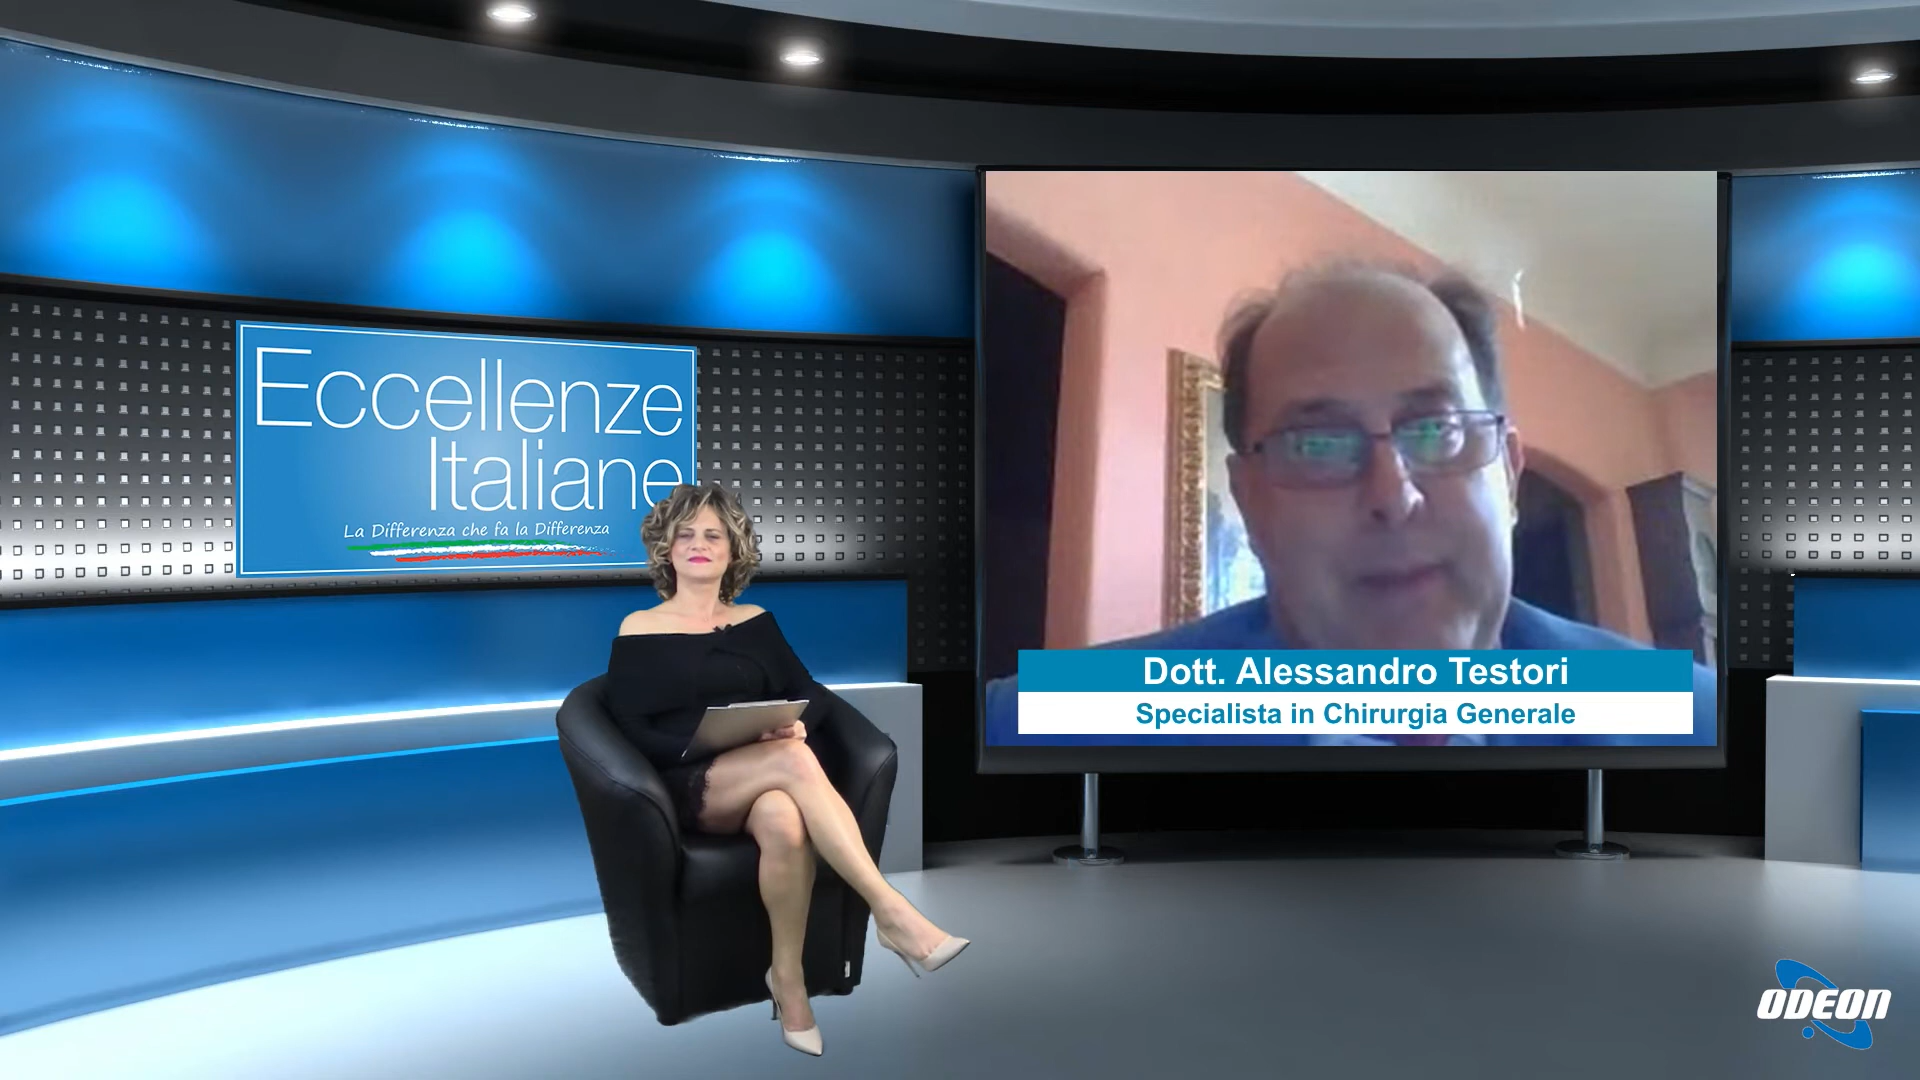 Eccellenze
Italiane
La Differenza che fa la Differenza
Dott. Alessandro Testori
Specialista in Chirurgia Generale
ODEON